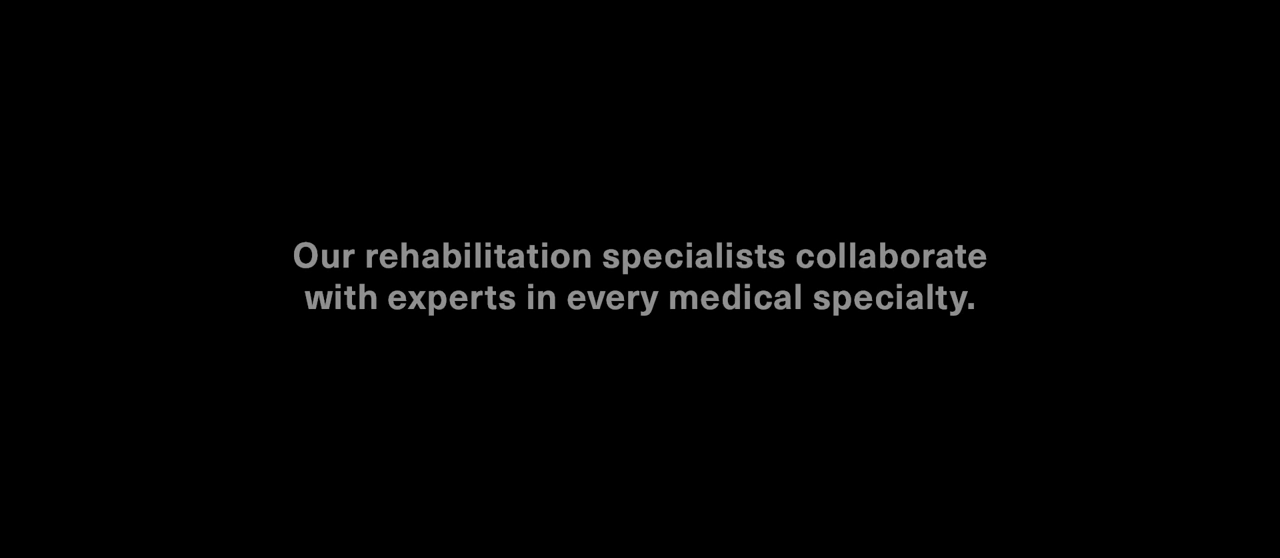 Our rehabilitation specialists collaborate
with experts in every medical specialty.